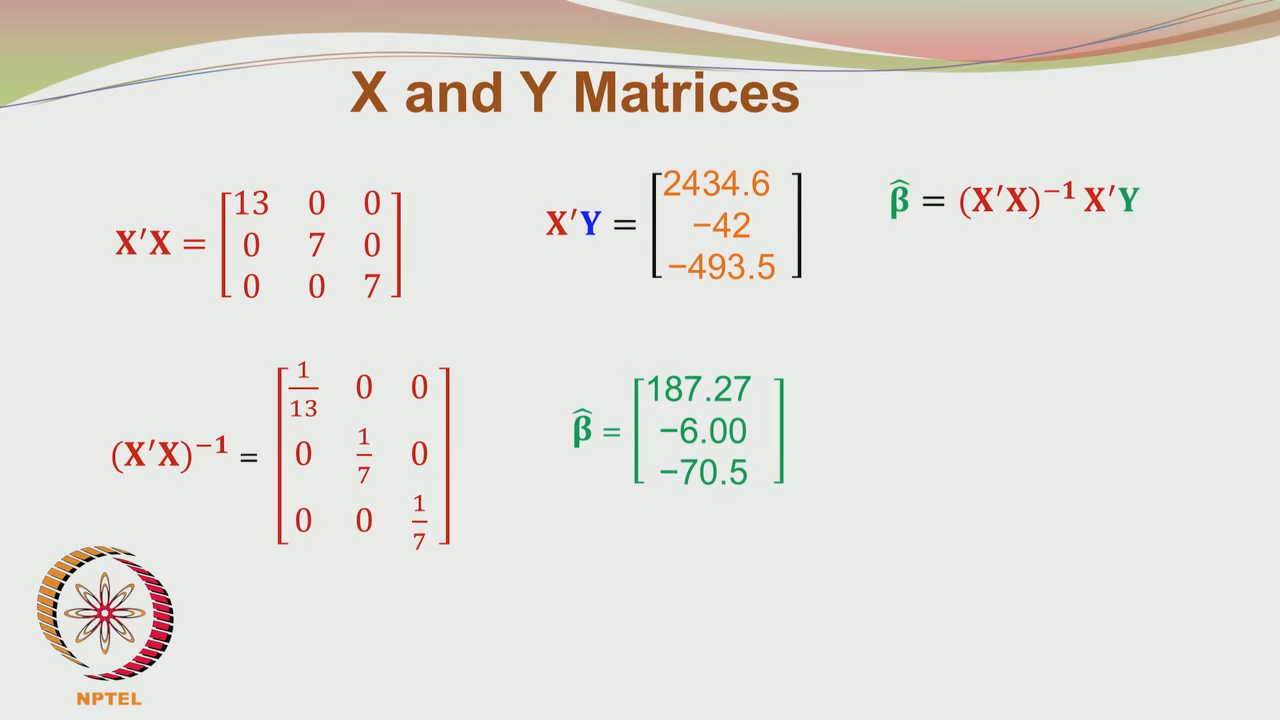 X and Y Matrices
X′X = [13 0 0
0 7 0
0 0 7]
X′Y = [2434.6
−42
−493.5]
β̂ = (X′X)⁻¹ X′Y
(X′X)⁻¹ = [1/13 0 0
0 1/7 0
0 0 1/7]
β̂ = [187.27
−6.00
−70.5]
NPTEL